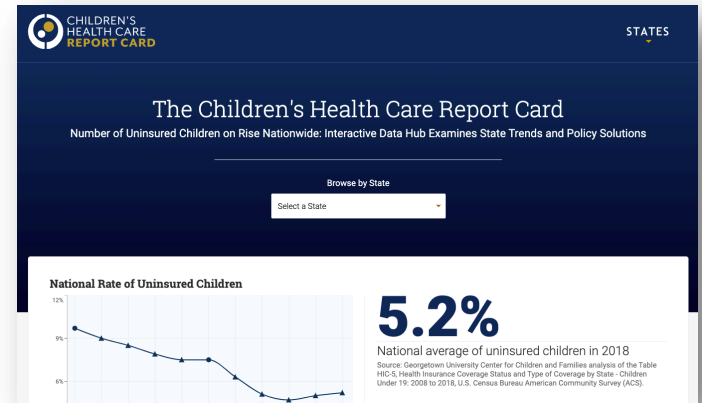 CHILDREN'S
HEALTH CARE
REPORT CARD
STATES
The Children's Health Care Report Card
Number of Uninsured Children on Rise Nationwide: Interactive Data Hub Examines State Trends and Policy Solutions
Browse by State
Select a State
National Rate of Uninsured Children
12%
9%
6%
5.2%
National average of uninsured children in 2018
Source: Georgetown University Center for Children and Families analysis of the Table
HIC-5, Health Insurance Coverage Status and Type of Coverage by State - Children
Under 19: 2008 to 2018, U.S. Census Bureau American Community Survey (ACS).